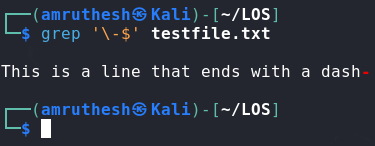 ┌──(amruthesh㉿Kali)-[~/LOS]
└─$ grep '\-$' testfile.txt
This is a line that ends with a dash-
┌──(amruthesh㉿Kali)-[~/LOS]
└─$